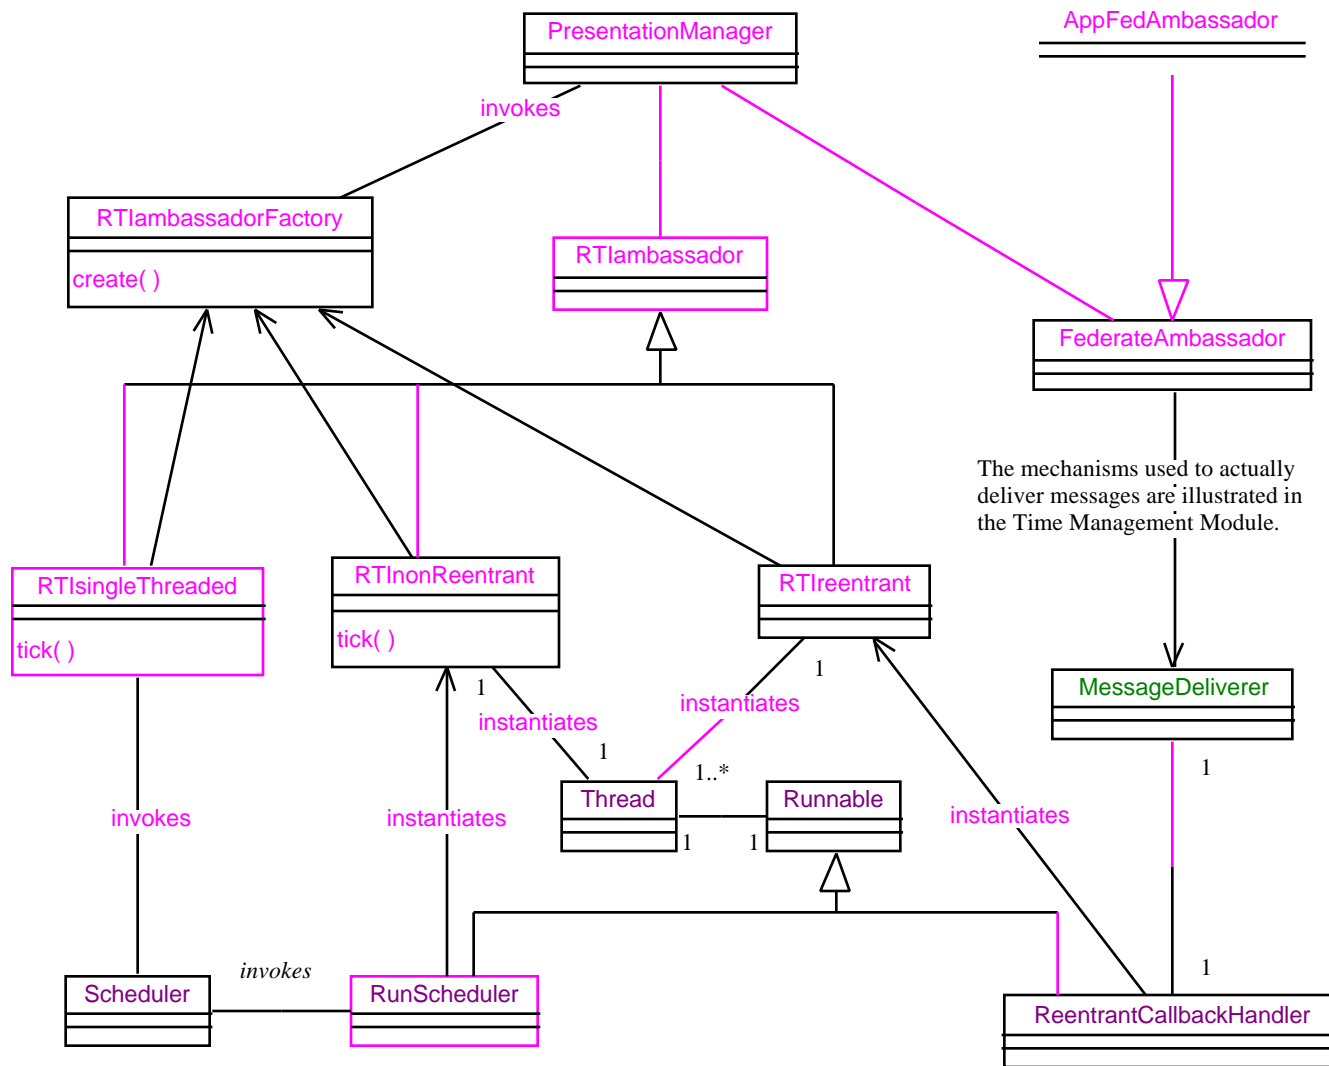 PresentationManager
AppFedAmbassador
invokes
RTIambassadorFactory
create( )
RTIambassador
FederateAmbassador
The mechanisms used to actually
deliver messages are illustrated in
the Time Management Module.
RTIsingleThreaded
tick( )
RTInonReentrant
tick( )
RTIreentrant
1
1
MessageDeliverer
instantiates
instantiates
1
1..*
1
Thread
Runnable
invokes
instantiates
instantiates
1
1
invokes
1
Scheduler
RunScheduler
ReentrantCallbackHandler